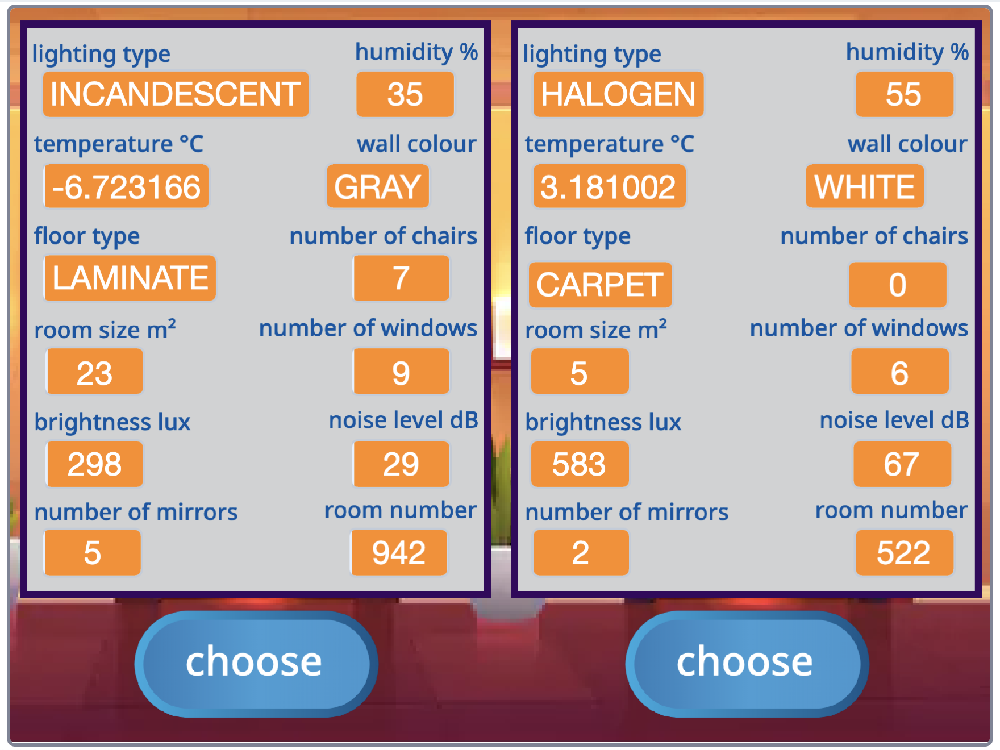 lighting type humidity %
INCANDESCENT 35
temperature °C wall colour
-6.723166 GRAY
floor type number of chairs
LAMINATE 7
room size m² number of windows
23 9
brightness lux noise level dB
298 29
number of mirrors room number
5 942
choose
lighting type humidity %
HALOGEN 55
temperature °C wall colour
3.181002 WHITE
floor type number of chairs
CARPET 0
room size m² number of windows
5 6
brightness lux noise level dB
583 67
number of mirrors room number
2 522
choose